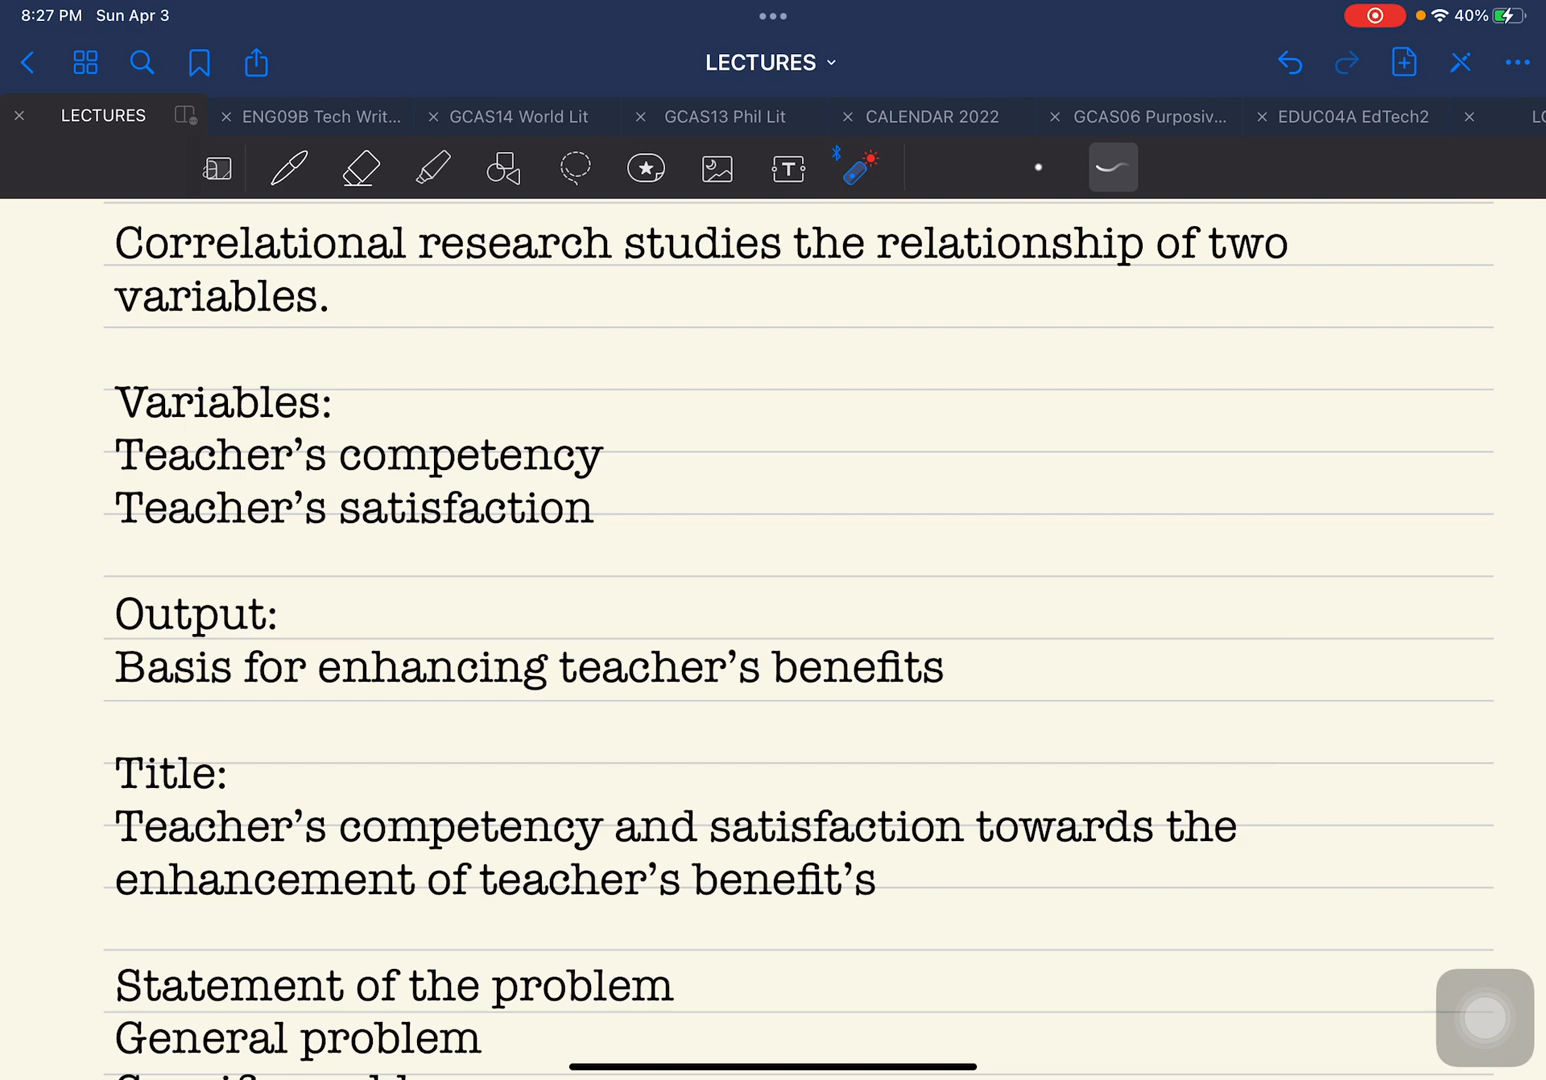 8:27 PM Sun Apr 3
40%
LECTURES
LECTURES
ENG09B Tech Writ...
GCAS14 World Lit
GCAS13 Phil Lit
CALENDAR 2022
GCAS06 Purposiv...
EDUC04A EdTech2
T
Correlational research studies the relationship of two
variables.
Variables:
Teacher's competency
Teacher's satisfaction
Output:
Basis for enhancing teacher's benefits
Title:
Teacher's competency and satisfaction towards the
enhancement of teacher's benefit's
Statement of the problem
General problem